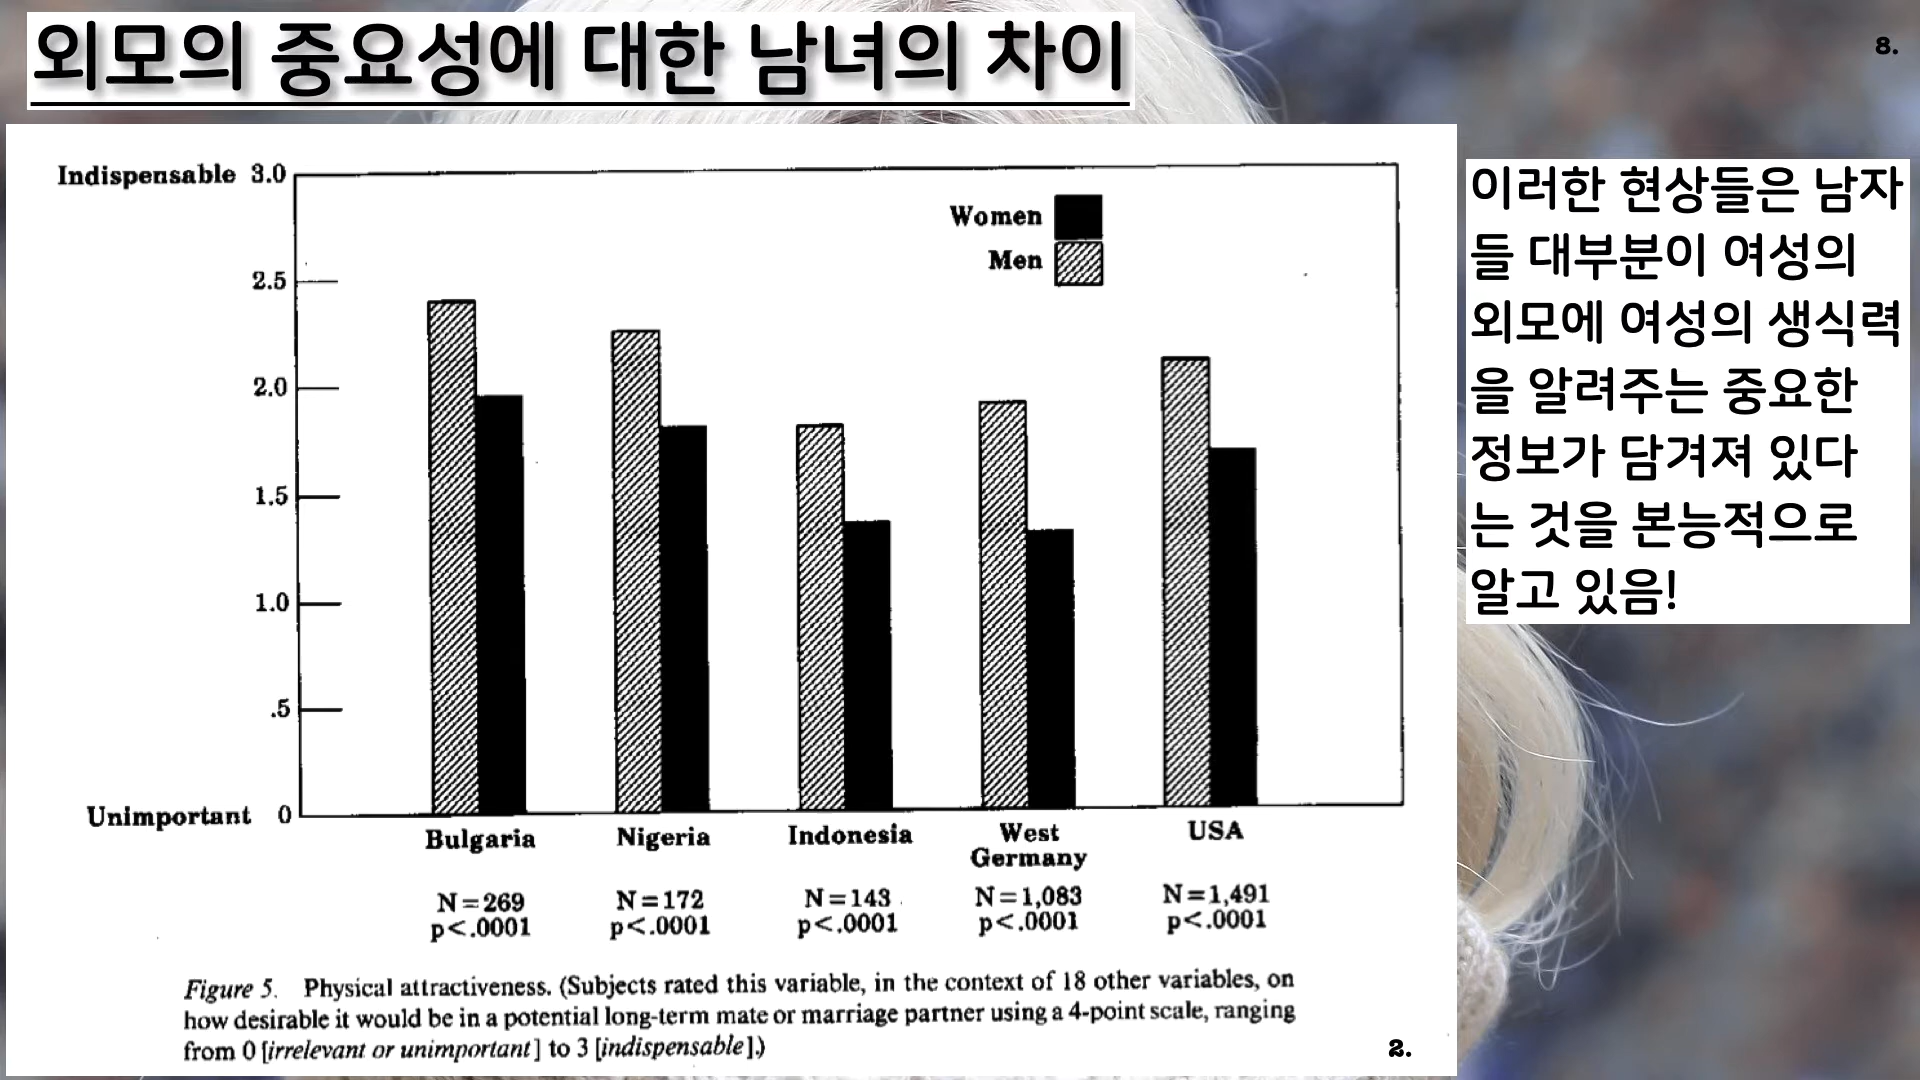 외모의 중요성에 대한 남녀의 차이
8.
Indispensable 3.0
Women
Men
2.5
2.0
1.5
1.0
.5
Unimportant 0
Bulgaria
Nigeria
Indonesia
West
Germany
USA
N=269
p<.0001
N=172
p<.0001
N=143
p<.0001
N=1,083
p<.0001
N=1,491
p<.0001
Figure 5. Physical attractiveness. (Subjects rated this variable, in the context of 18 other variables, on
how desirable it would be in a potential long-term mate or marriage partner using a 4-point scale, ranging
from 0 [irrelevant or unimportant] to 3 [indispensable].)
2.
이러한 현상들은 남자
들 대부분이 여성의
외모에 여성의 생식력
을 알려주는 중요한
정보가 담겨져 있다
는 것을 본능적으로
알고 있음!